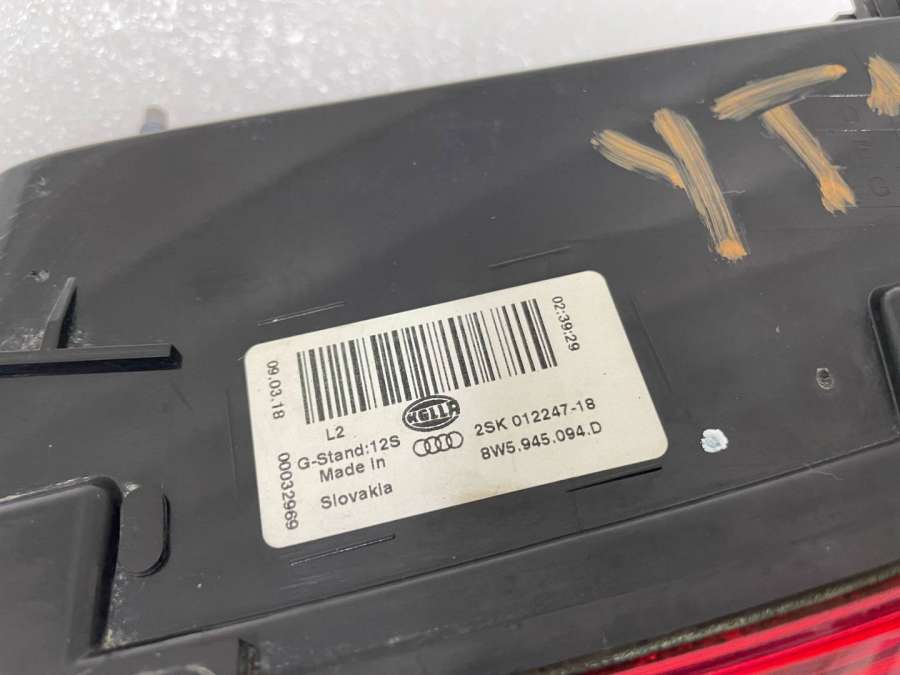 YT
D
G
02:39:29
09.03.18
L2
HELLA
G-Stand:12S
2SK 012247-18
Made in
8W5.945.094.D
Slovakia
00032969